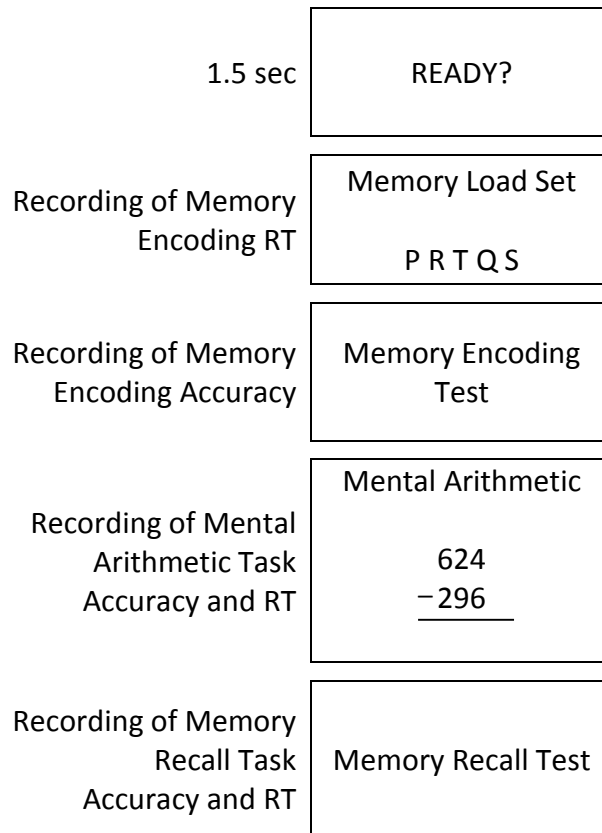 1.5 sec
READY?
Recording of Memory
Encoding RT
Memory Load Set
P R T Q S
Recording of Memory
Encoding Accuracy
Memory Encoding
Test
Recording of Mental
Arithmetic Task
Accuracy and RT
Mental Arithmetic
624
−296
Recording of Memory
Recall Task
Accuracy and RT
Memory Recall Test